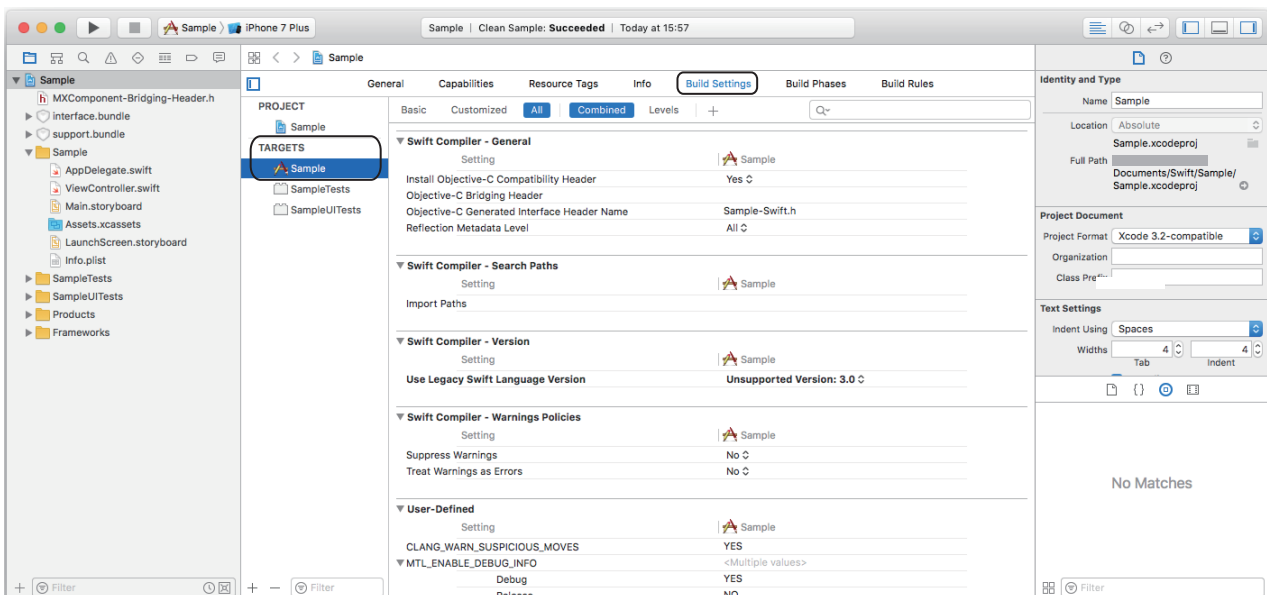 Sample
iPhone 7 Plus
Sample | Clean Sample: Succeeded | Today at 15:57
Sample
MXComponent-Bridging-Header.h
interface.bundle
support.bundle
Sample
AppDelegate.swift
ViewController.swift
Main.storyboard
Assets.xcassets
LaunchScreen.storyboard
Info.plist
SampleTests
SampleUITests
Products
Frameworks
Filter
Sample
General Capabilities Resource Tags Info Build Settings Build Phases Build Rules
PROJECT
Sample
TARGETS
Sample
SampleTests
SampleUITests
Filter
Basic Customized All Combined Levels +
Swift Compiler - General
Setting Sample
Install Objective-C Compatibility Header Yes
Objective-C Bridging Header
Objective-C Generated Interface Header Name Sample-Swift.h
Reflection Metadata Level All
Swift Compiler - Search Paths
Setting Sample
Import Paths
Swift Compiler - Version
Setting Sample
Use Legacy Swift Language Version Unsupported Version: 3.0
Swift Compiler - Warnings Policies
Setting Sample
Suppress Warnings No
Treat Warnings as Errors No
User-Defined
Setting Sample
CLANG_WARN_SUSPICIOUS_MOVES YES
MTL_ENABLE_DEBUG_INFO <Multiple values>
Debug YES
Release NO
Identity and Type
Name Sample
Location Absolute
Sample.xcodeproj
Full Path
Documents/Swift/Sample/
Sample.xcodeproj
Project Document
Project Format Xcode 3.2-compatible
Organization
Class
Text Settings
Indent Using Spaces
Widths 4 4
Tab Indent
No Matches
Filter